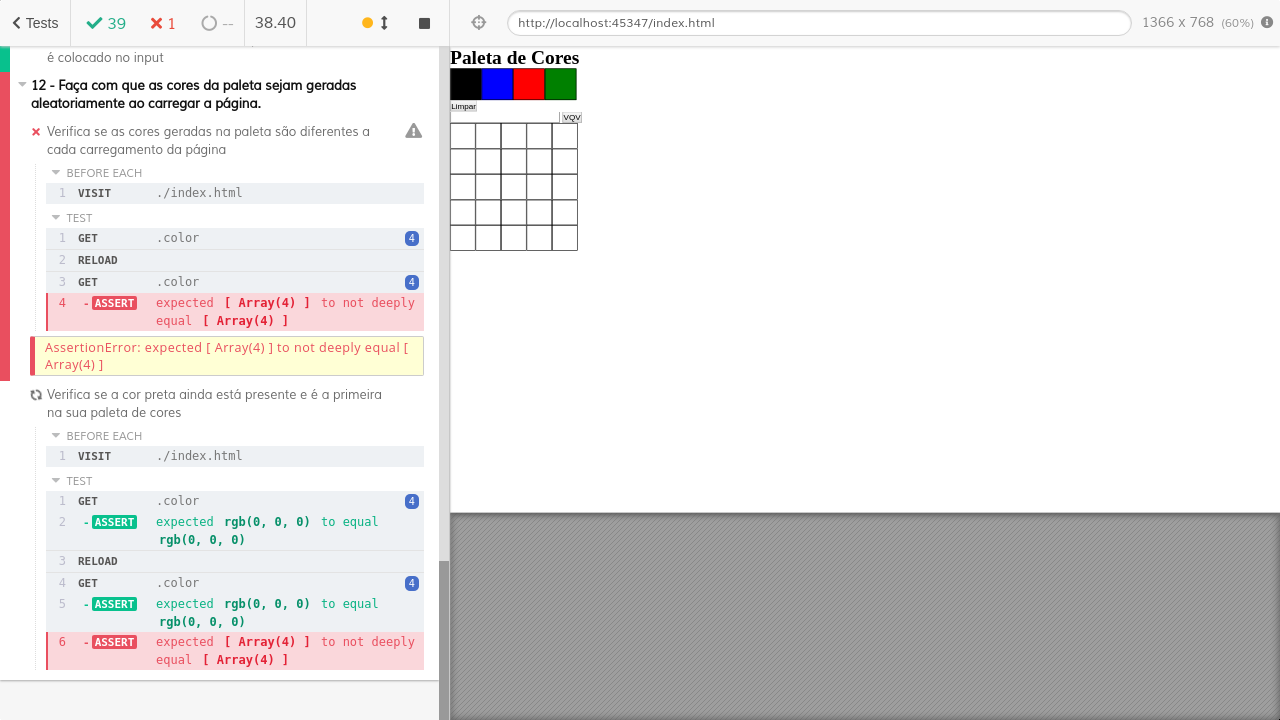 Tests 39 1 -- 38.40 http://localhost:45347/index.html 1366 x 768 (60%)
é colocado no input
12 - Faça com que as cores da paleta sejam geradas
aleatoriamente ao carregar a página.
Verifica se as cores geradas na paleta são diferentes a
cada carregamento da página
BEFORE EACH
1 VISIT ./index.html
TEST
1 GET .color 4
2 RELOAD
3 GET .color 4
4 -ASSERT expected [ Array(4) ] to not deeply
equal [ Array(4) ]
AssertionError: expected [ Array(4) ] to not deeply equal [
Array(4) ]
Verifica se a cor preta ainda está presente e é a primeira
na sua paleta de cores
BEFORE EACH
1 VISIT ./index.html
TEST
1 GET .color 4
2 -ASSERT expected rgb(0, 0, 0) to equal
rgb(0, 0, 0)
3 RELOAD
4 GET .color 4
5 -ASSERT expected rgb(0, 0, 0) to equal
rgb(0, 0, 0)
6 -ASSERT expected [ Array(4) ] to not deeply
equal [ Array(4) ]
Paleta de Cores
Limpar
VQV